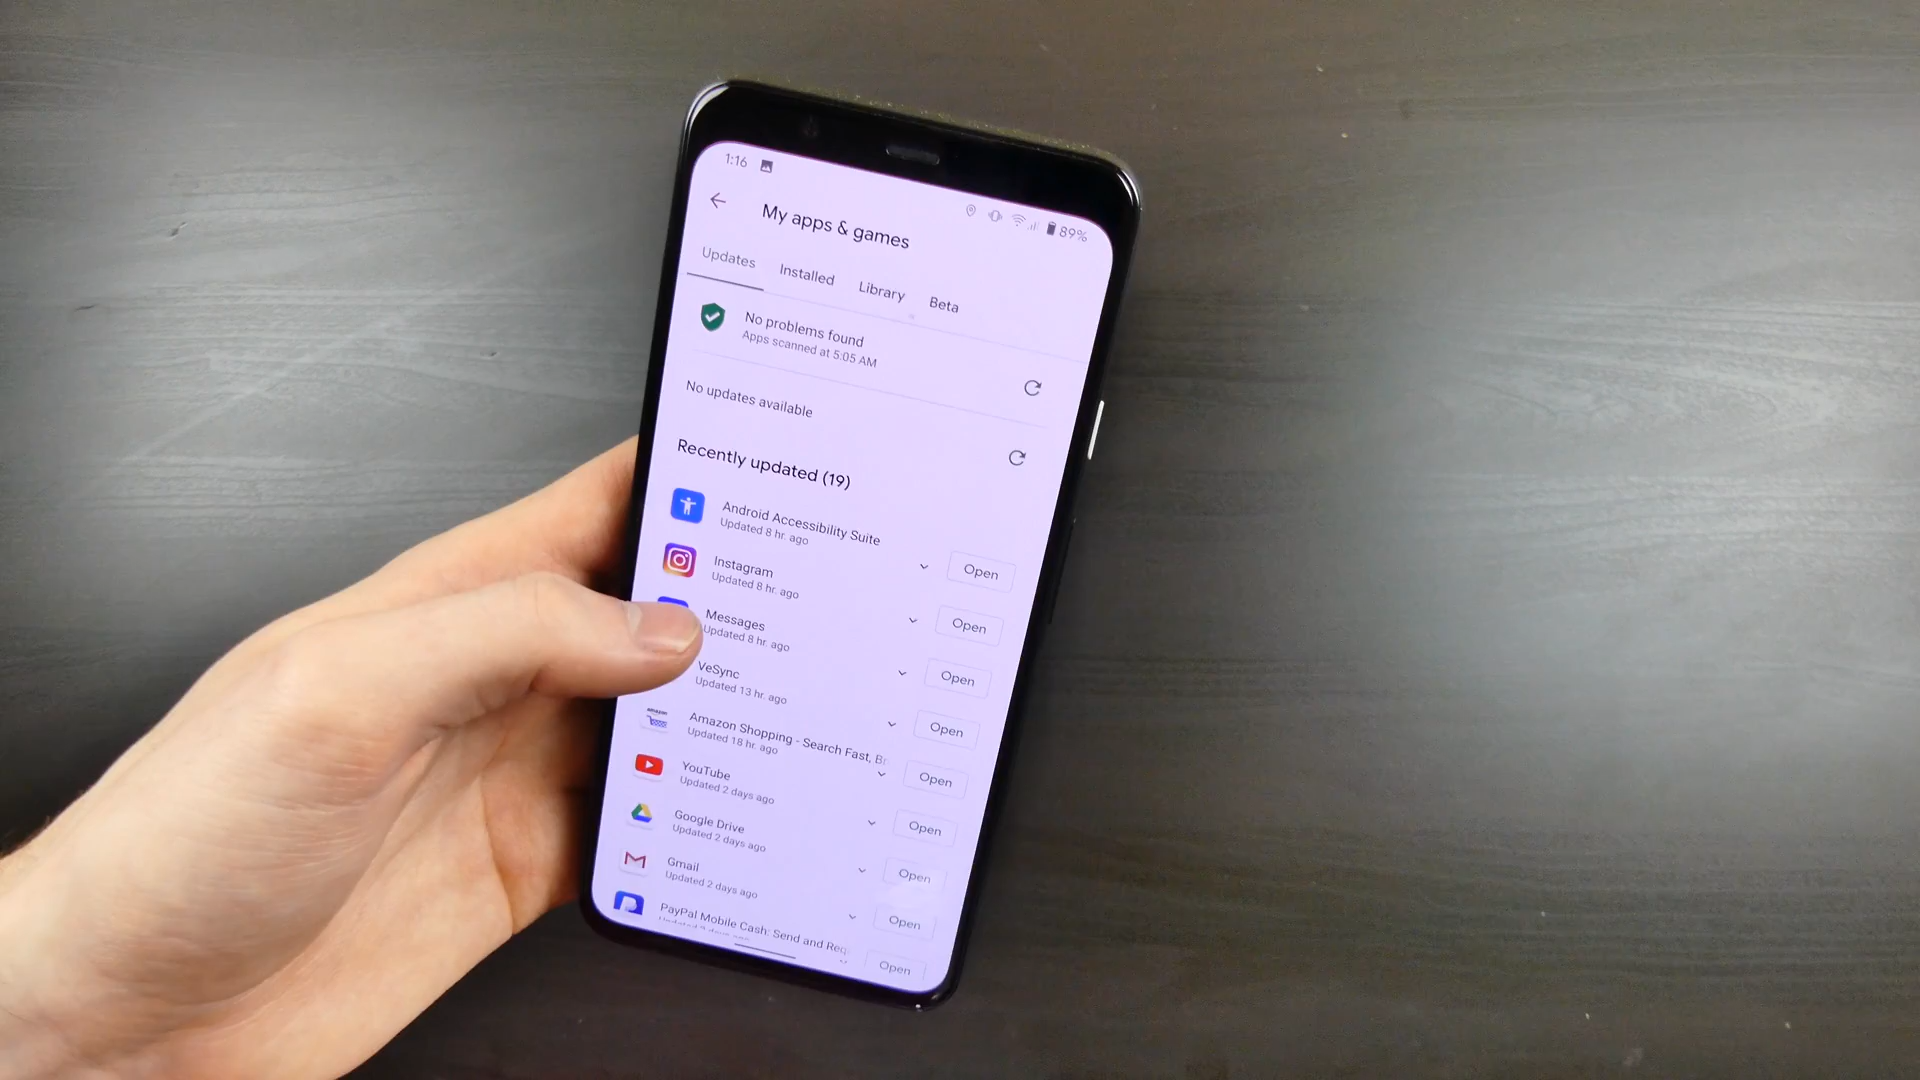 1:16
89%
My apps & games
Updates Installed Library Beta
No problems found
Apps scanned at 5:05 AM
No updates available
Recently updated (19)
Android Accessibility Suite
Updated 8 hr. ago
Open
Instagram
Updated 8 hr. ago
Open
Messages
Updated 8 hr. ago
Open
VeSync
Updated 13 hr. ago
Open
amazon
Amazon Shopping - Search Fast, Br
Updated 18 hr. ago
Open
YouTube
Updated 2 days ago
Open
Google Drive
Updated 2 days ago
Open
Gmail
Updated 2 days ago
Open
PayPal Mobile Cash: Send and Req
Open